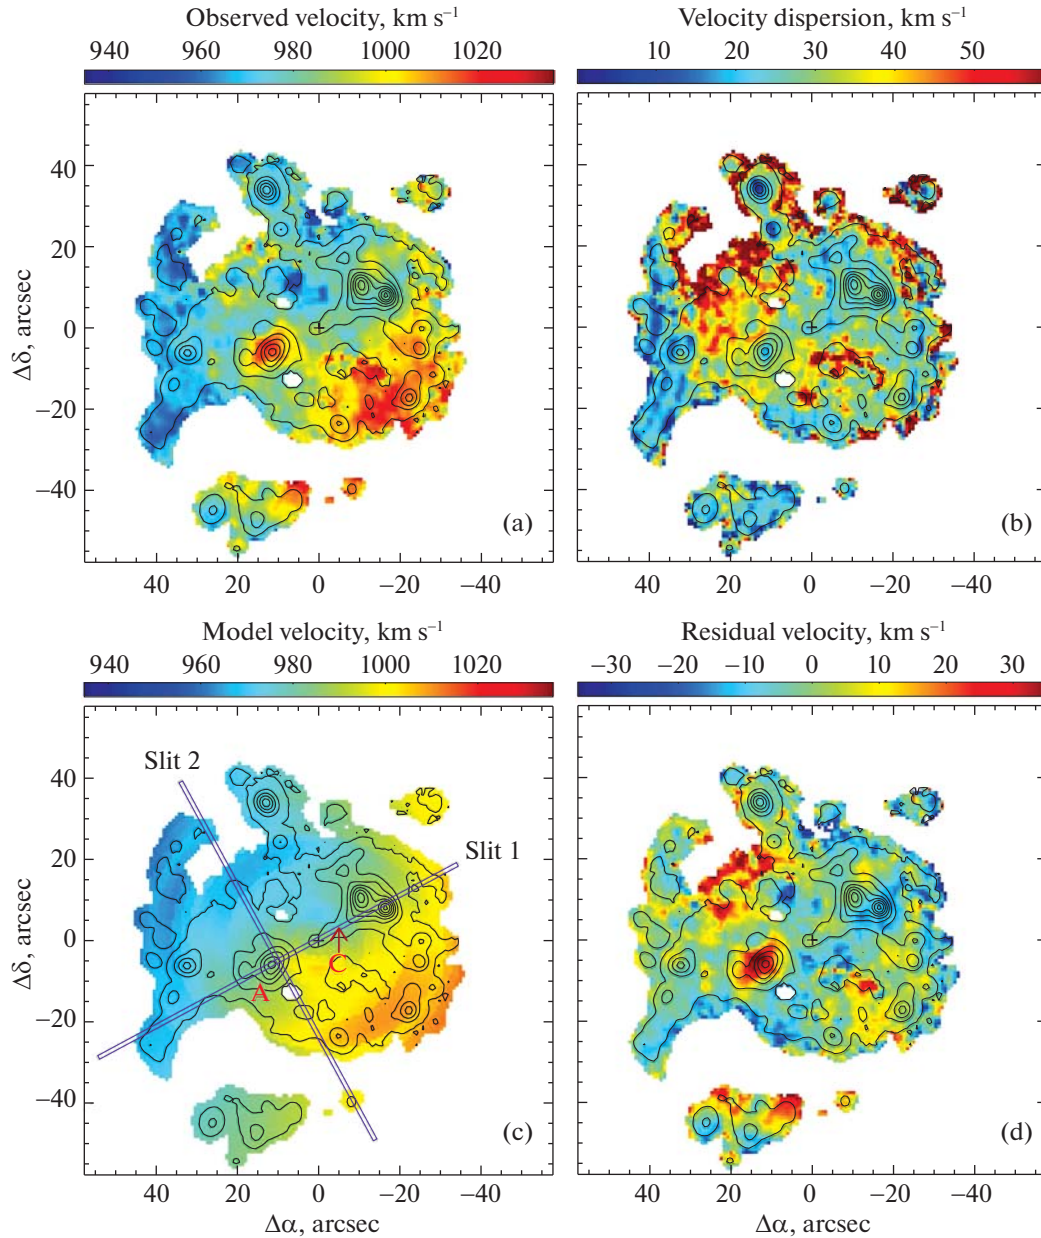 Observed velocity, km s⁻¹
940 960 980 1000 1020
Velocity dispersion, km s⁻¹
10 20 30 40 50
Δδ, arcsec
40
20
0
−20
−40
(a)
(b)
40 20 0 −20 −40
40 20 0 −20 −40
Model velocity, km s⁻¹
940 960 980 1000 1020
Residual velocity, km s⁻¹
−30 −20 −10 0 10 20 30
Δδ, arcsec
40
20
0
−20
−40
Slit 2
Slit 1
A
C
(c)
(d)
40 20 0 −20 −40
40 20 0 −20 −40
Δα, arcsec
Δα, arcsec